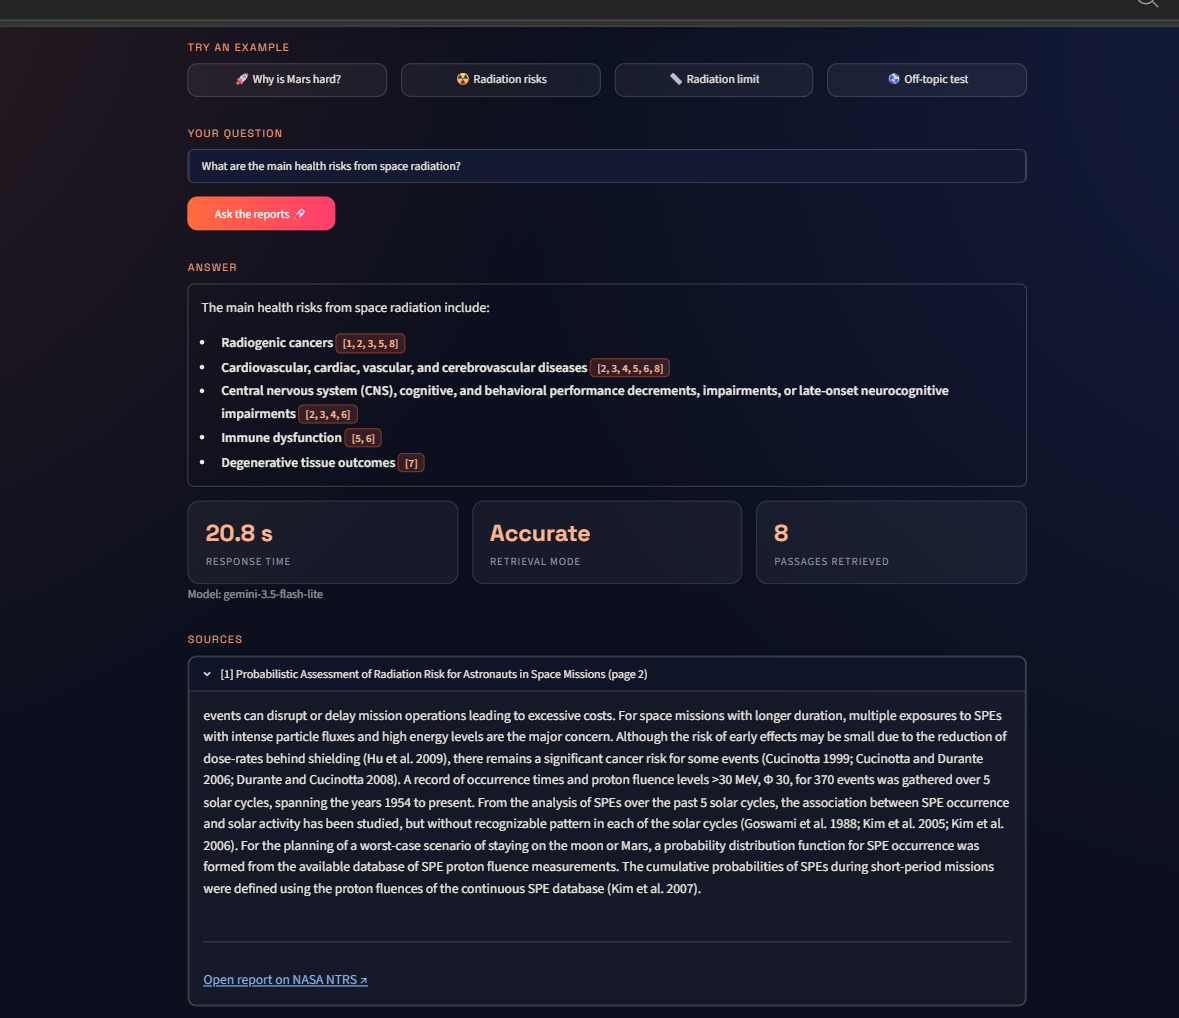 TRY AN EXAMPLE
🚀 Why is Mars hard?
☢️ Radiation risks
📏 Radiation limit
🌍 Off-topic test
YOUR QUESTION
What are the main health risks from space radiation?
Ask the reports 🚀
ANSWER
The main health risks from space radiation include:
• Radiogenic cancers [1, 2, 3, 5, 8]
• Cardiovascular, cardiac, vascular, and cerebrovascular diseases [2, 3, 4, 5, 6, 8]
• Central nervous system (CNS), cognitive, and behavioral performance decrements, impairments, or late-onset neurocognitive
impairments [2, 3, 4, 6]
• Immune dysfunction [5, 6]
• Degenerative tissue outcomes [7]
20.8 s
RESPONSE TIME
Accurate
RETRIEVAL MODE
8
PASSAGES RETRIEVED
Model: gemini-3.5-flash-lite
SOURCES
[1] Probabilistic Assessment of Radiation Risk for Astronauts in Space Missions (page 2)
events can disrupt or delay mission operations leading to excessive costs. For space missions with longer duration, multiple exposures to SPEs
with intense particle fluxes and high energy levels are the major concern. Although the risk of early effects may be small due to the reduction of
dose-rates behind shielding (Hu et al. 2009), there remains a significant cancer risk for some events (Cucinotta 1999; Cucinotta and Durante
2006; Durante and Cucinotta 2008). A record of occurrence times and proton fluence levels >30 MeV, Φ 30, for 370 events was gathered over 5
solar cycles, spanning the years 1954 to present. From the analysis of SPEs over the past 5 solar cycles, the association between SPE occurrence
and solar activity has been studied, but without recognizable pattern in each of the solar cycles (Goswami et al. 1988; Kim et al. 2005; Kim et al.
2006). For the planning of a worst-case scenario of staying on the moon or Mars, a probability distribution function for SPE occurrence was
formed from the available database of SPE proton fluence measurements. The cumulative probabilities of SPEs during short-period missions
were defined using the proton fluences of the continuous SPE database (Kim et al. 2007).
Open report on NASA NTRS ↗